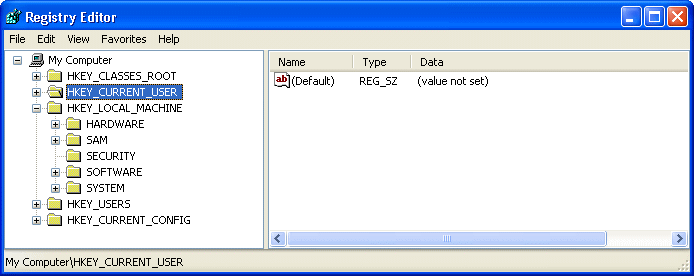 Registry Editor
File Edit View Favorites Help
My Computer
HKEY_CLASSES_ROOT
HKEY_CURRENT_USER
HKEY_LOCAL_MACHINE
HARDWARE
SAM
SECURITY
SOFTWARE
SYSTEM
HKEY_USERS
HKEY_CURRENT_CONFIG
Name Type Data
ab (Default) REG_SZ (value not set)
My Computer\HKEY_CURRENT_USER